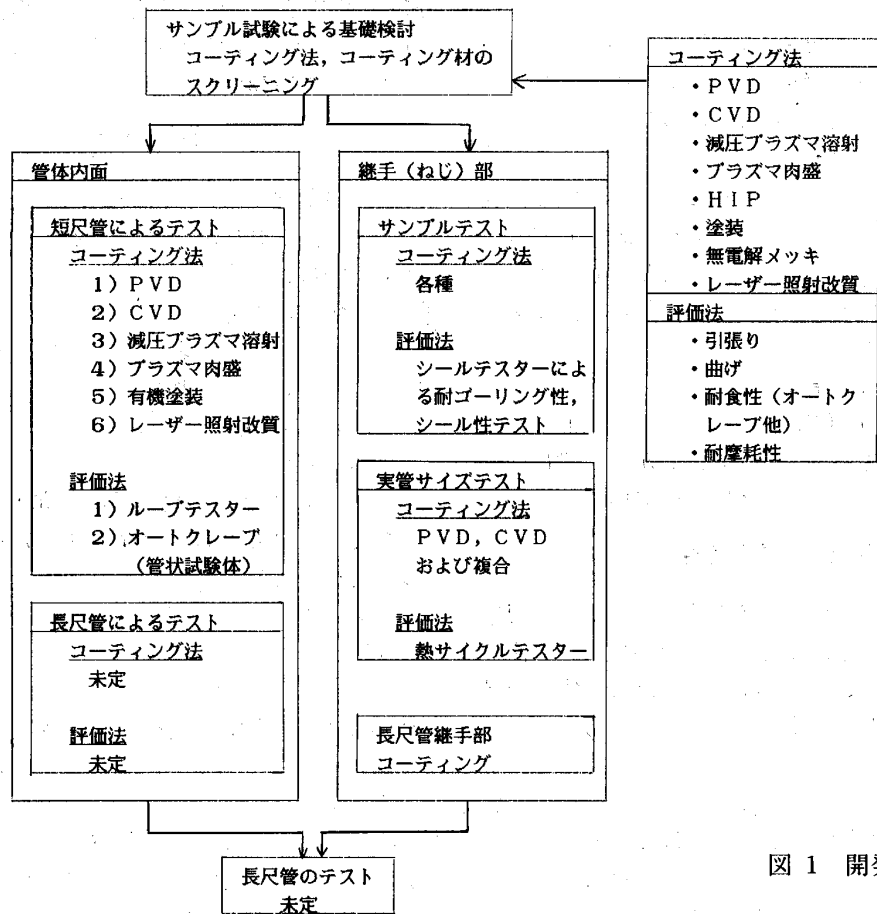 サンプル試験による基礎検討
コーティング法，コーティング材の
スクリーニング
コーティング法
・PVD
・CVD
・減圧プラズマ溶射
・プラズマ肉盛
・HIP
・塗装
・無電解メッキ
・レーザー照射改質
評価法
・引張り
・曲げ
・耐食性（オートク
レーブ他）
・耐摩耗性
管体内面
短尺管によるテスト
コーティング法
1）PVD
2）CVD
3）減圧プラズマ溶射
4）プラズマ肉盛
5）有機塗装
6）レーザー照射改質
評価法
1）ループテスター
2）オートクレーブ
（管状試験体）
長尺管によるテスト
コーティング法
未定
評価法
未定
継手（ねじ）部
サンプルテスト
コーティング法
各種
評価法
シールテスターによ
る耐ゴーリング性，
シール性テスト
実管サイズテスト
コーティング法
PVD，CVD
および複合
評価法
熱サイクルテスター
長尺管継手部
コーティング
長尺管のテスト
未定
図 1 開